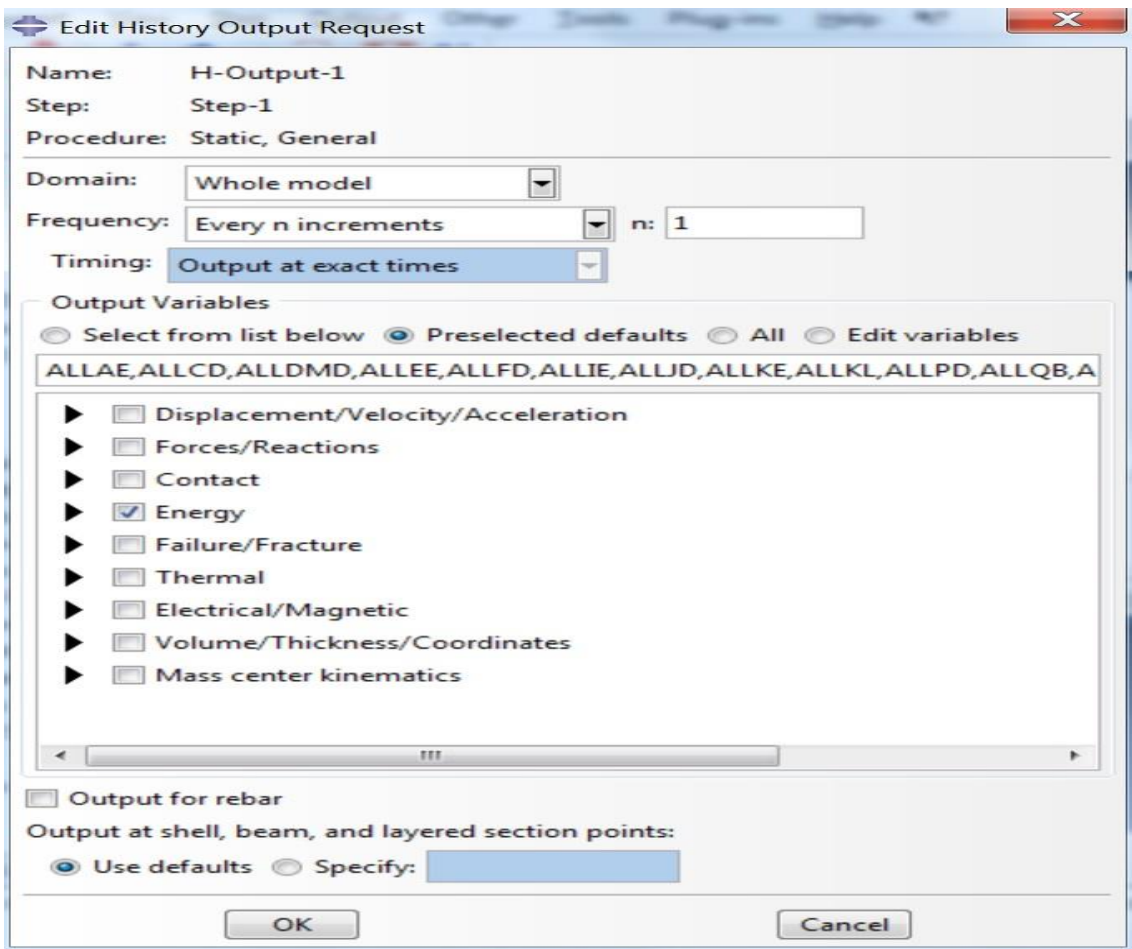 Edit History Output Request
Name: H-Output-1
Step: Step-1
Procedure: Static, General
Domain: Whole model
Frequency: Every n increments n: 1
Timing: Output at exact times
Output Variables
Select from list below Preselected defaults All Edit variables
ALLAE,ALLCD,ALLDMD,ALLEE,ALLFD,ALLIE,ALLJD,ALLKE,ALLKL,ALLPD,ALLQB,A
Displacement/Velocity/Acceleration
Forces/Reactions
Contact
Energy
Failure/Fracture
Thermal
Electrical/Magnetic
Volume/Thickness/Coordinates
Mass center kinematics
Output for rebar
Output at shell, beam, and layered section points:
Use defaults Specify:
OK Cancel